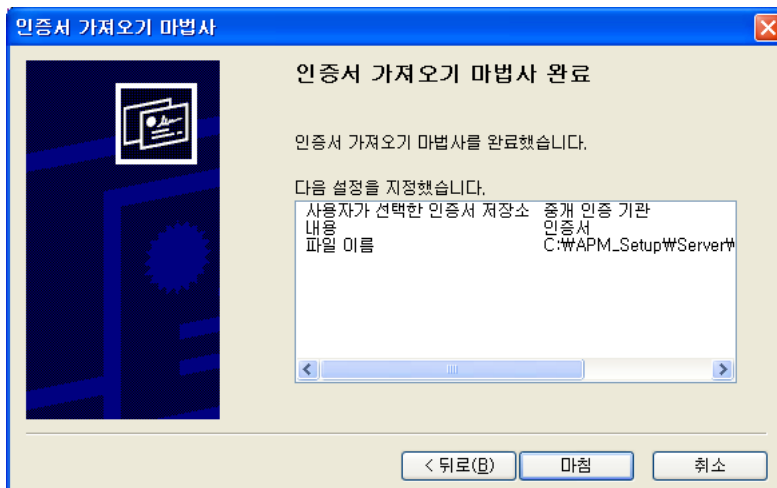 인증서 가져오기 마법사
인증서 가져오기 마법사 완료
인증서 가져오기 마법사를 완료했습니다.
다음 설정을 지정했습니다.
사용자가 선택한 인증서 저장소 중개 인증 기관
내용 인증서
파일 이름 C:₩APM_Setup₩Server₩
< 뒤로(B)
마침
취소